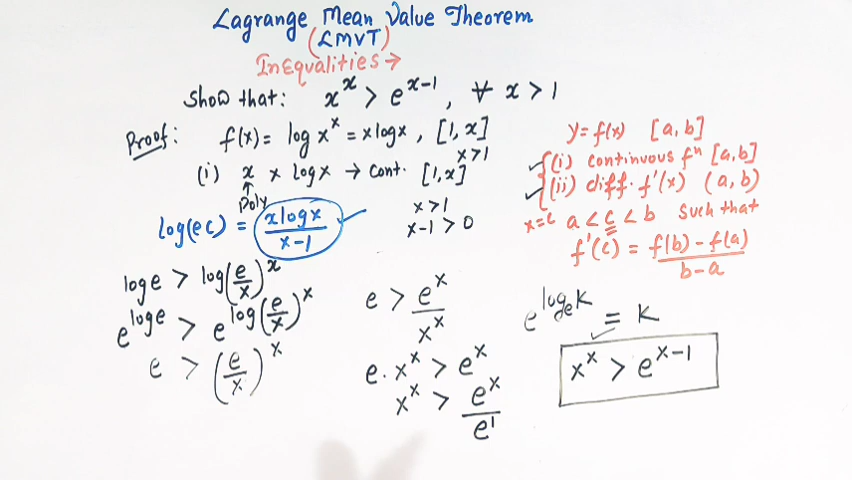 Lagrange Mean Value Theorem
(LMVT)
Inequalities →
Show that: x^x > e^(x-1), ∀ x > 1
Proof: f(x) = log x^x = x log x, [1, x]
x > 1
(i) x × log x → Cont. [1, x]
↑
Poly
x > 1
x-1 > 0
log(ec) = x log x / x-1
log e > log(e/x)^x
e^(log e) > e^(log(e/x)^x)
e > (e/x)^x
e > e^x / x^x
e. x^x > e^x
x^x > e^x / e^1
y = f(x) [a, b]
(i) continuous fⁿ [a, b]
(ii) diff. f'(x) (a, b)
x=c a < c < b such that
f'(c) = f(b) - f(a) / b-a
e^(log_e k) = k
x^x > e^(x-1)